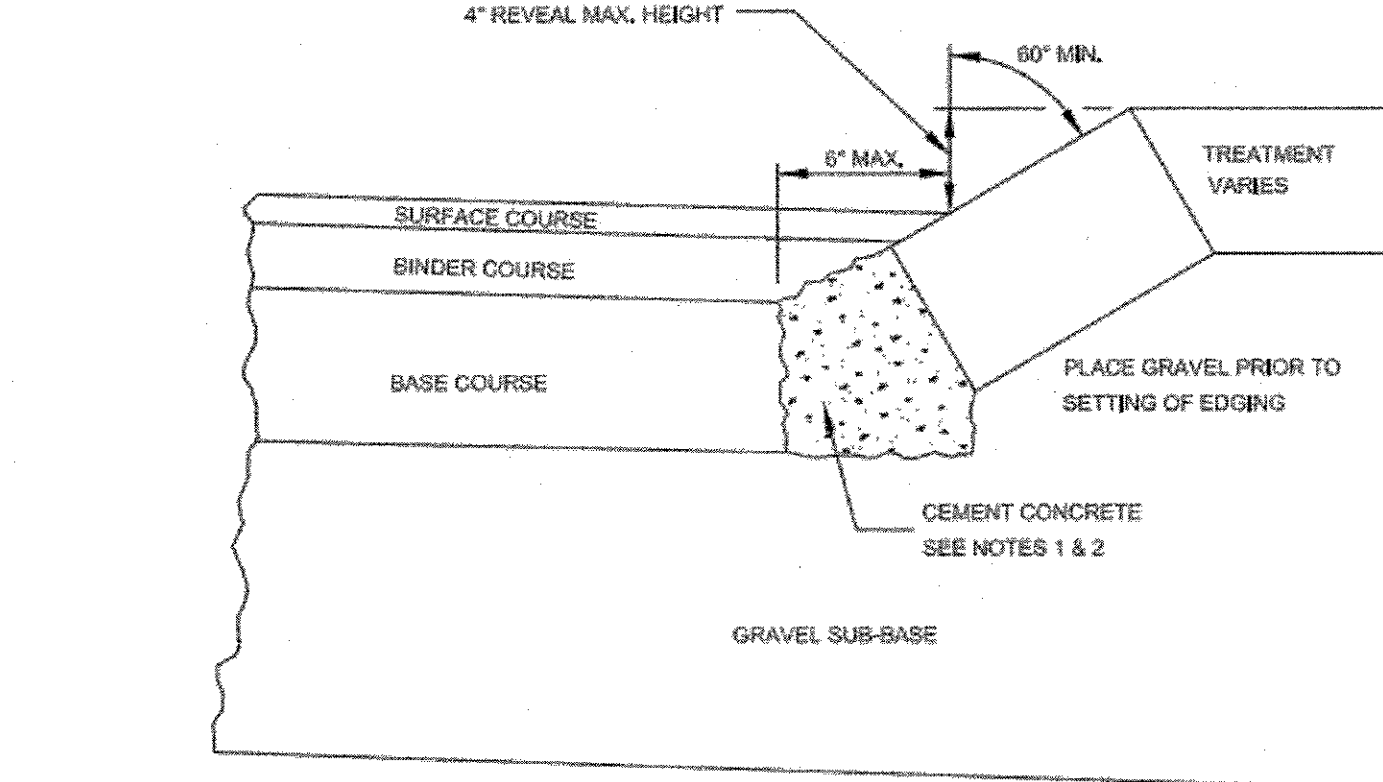 4" REVEAL MAX. HEIGHT
60° MIN.
6" MAX.
TREATMENT
VARIES
SURFACE COURSE
BINDER COURSE
BASE COURSE
PLACE GRAVEL PRIOR TO
SETTING OF EDGING
CEMENT CONCRETE
SEE NOTES 1 & 2
GRAVEL SUB-BASE